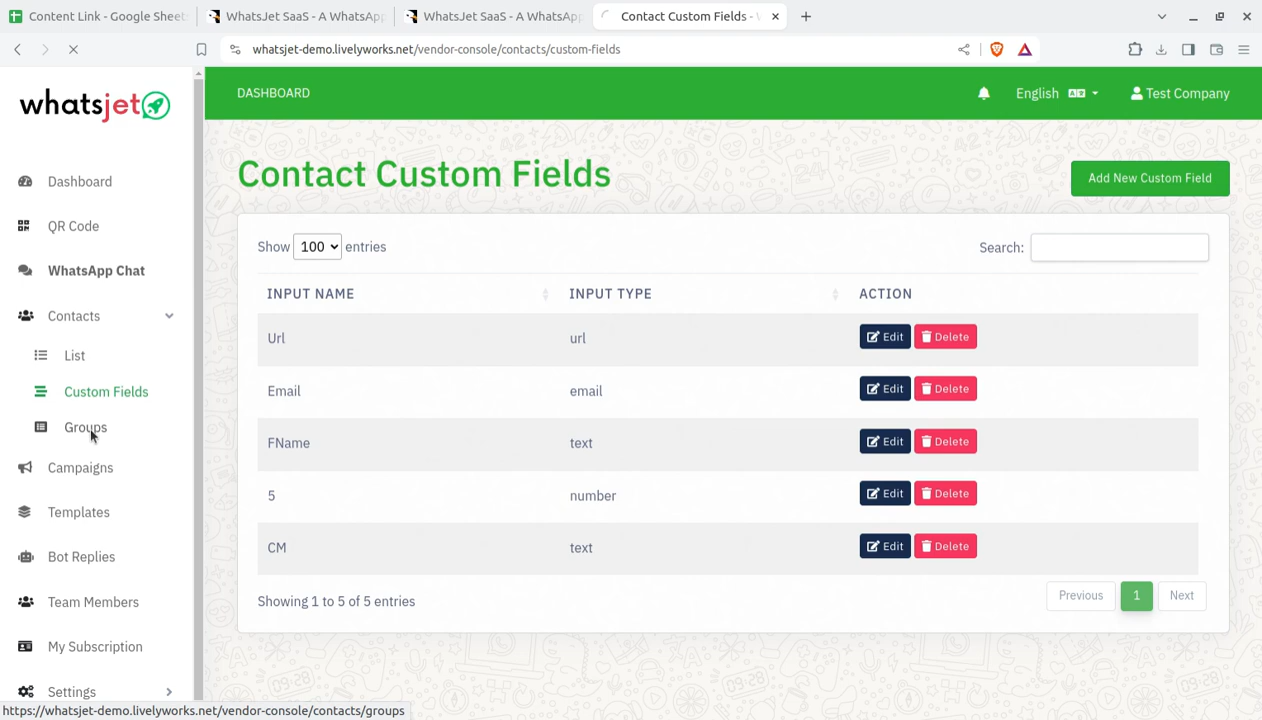 Content Link - Google Sheet
WhatsJet SaaS - A WhatsApp
WhatsJet SaaS - A WhatsApp
Contact Custom Fields -
whatsjet-demo.livelyworks.net/vendor-console/contacts/custom-fields
whatsjet
DASHBOARD
English
Test Company
Dashboard
QR Code
WhatsApp Chat
Contacts
List
Custom Fields
Groups
Campaigns
Templates
Bot Replies
Team Members
My Subscription
Settings
Contact Custom Fields
Add New Custom Field
Show 100 entries
Search:
INPUT NAME INPUT TYPE ACTION
Url url Edit Delete
Email email Edit Delete
FName text Edit Delete
5 number Edit Delete
CM text Edit Delete
Showing 1 to 5 of 5 entries
Previous 1 Next
https://whatsjet-demo.livelyworks.net/vendor-console/contacts/groups